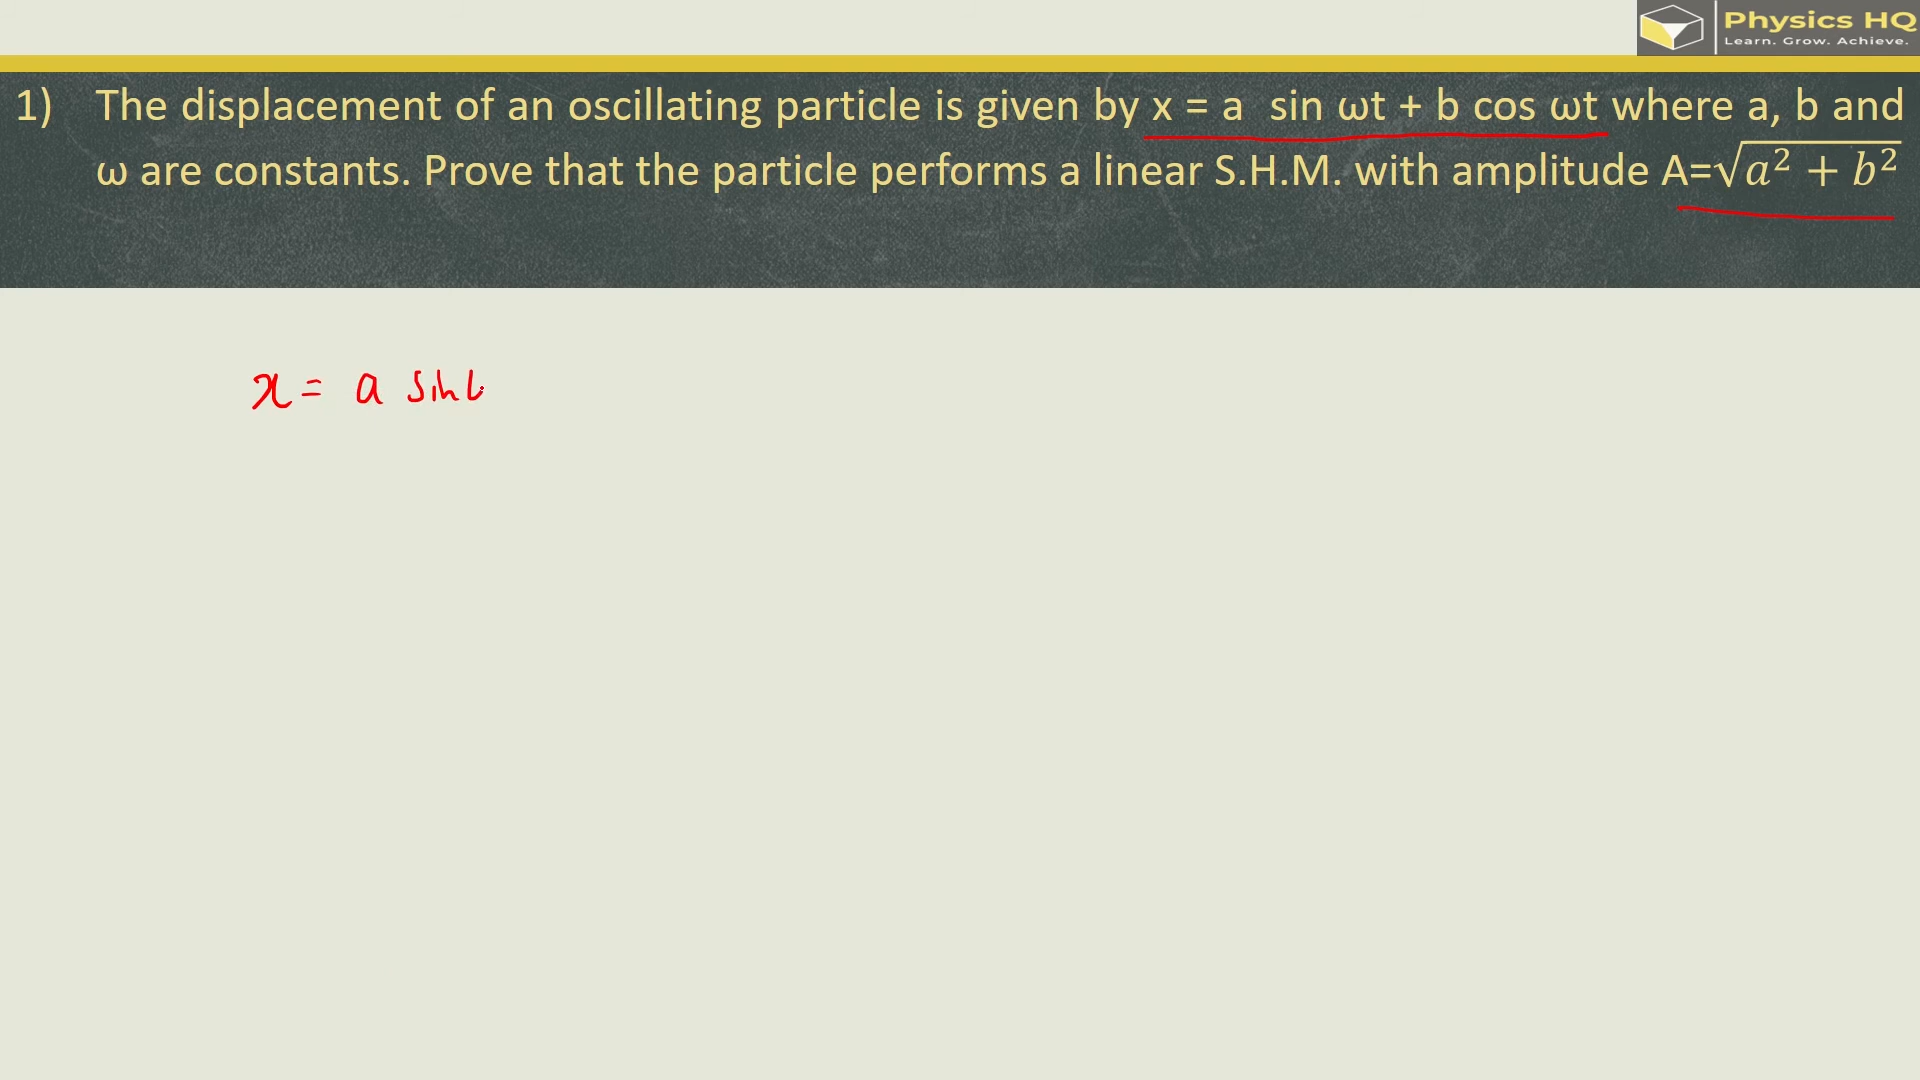 Physics HQ
Learn. Grow. Achieve.
1) The displacement of an oscillating particle is given by x = a sin ωt + b cos ωt where a, b and
ω are constants. Prove that the particle performs a linear S.H.M. with amplitude A=√a² + b²
x = a sin